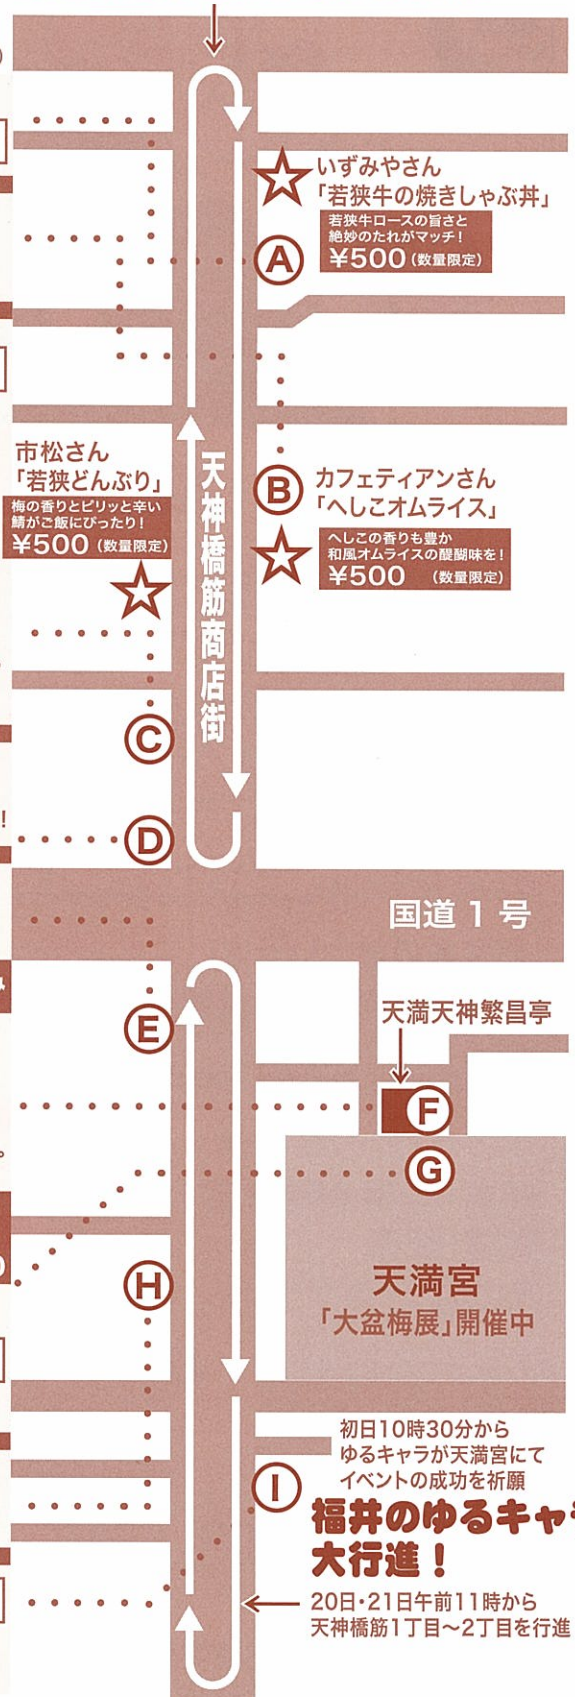 いずみやさん
「若狭牛の焼きしゃぶ丼」
若狭牛ロースの旨さと
絶妙のたれがマッチ!
¥500(数量限定)
A
市松さん
「若狭どんぶり」
梅の香りとピリッと辛い
鯖がご飯にぴったり!
¥500(数量限定)
天神橋筋商店街
B
カフェティアンさん
「へしこオムライス」
へしこの香りも豊か
和風オムライスの醍醐味を!
¥500 (数量限定)
C
D
国道1号
E
天満天神繁昌亭
F
G
天満宮
「大盆梅展」開催中
H
初日10時30分から
ゆるキャラが天満宮にて
イベントの成功を祈願
I
福井のゆるキャラ
大行進!
20日・21日午前11時から
天神橋筋1丁目〜2丁目を行進